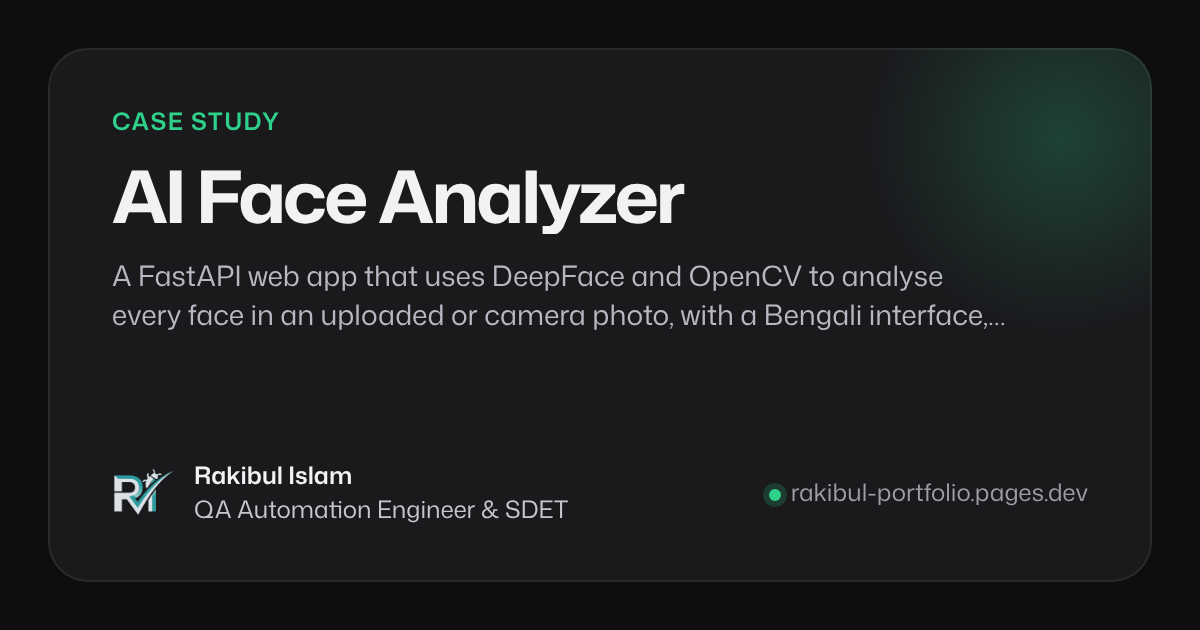 CASE STUDY
AI Face Analyzer
A FastAPI web app that uses DeepFace and OpenCV to analyse
every face in an uploaded or camera photo, with a Bengali interface,...
Rakibul Islam
QA Automation Engineer & SDET
rakibul-portfolio.pages.dev